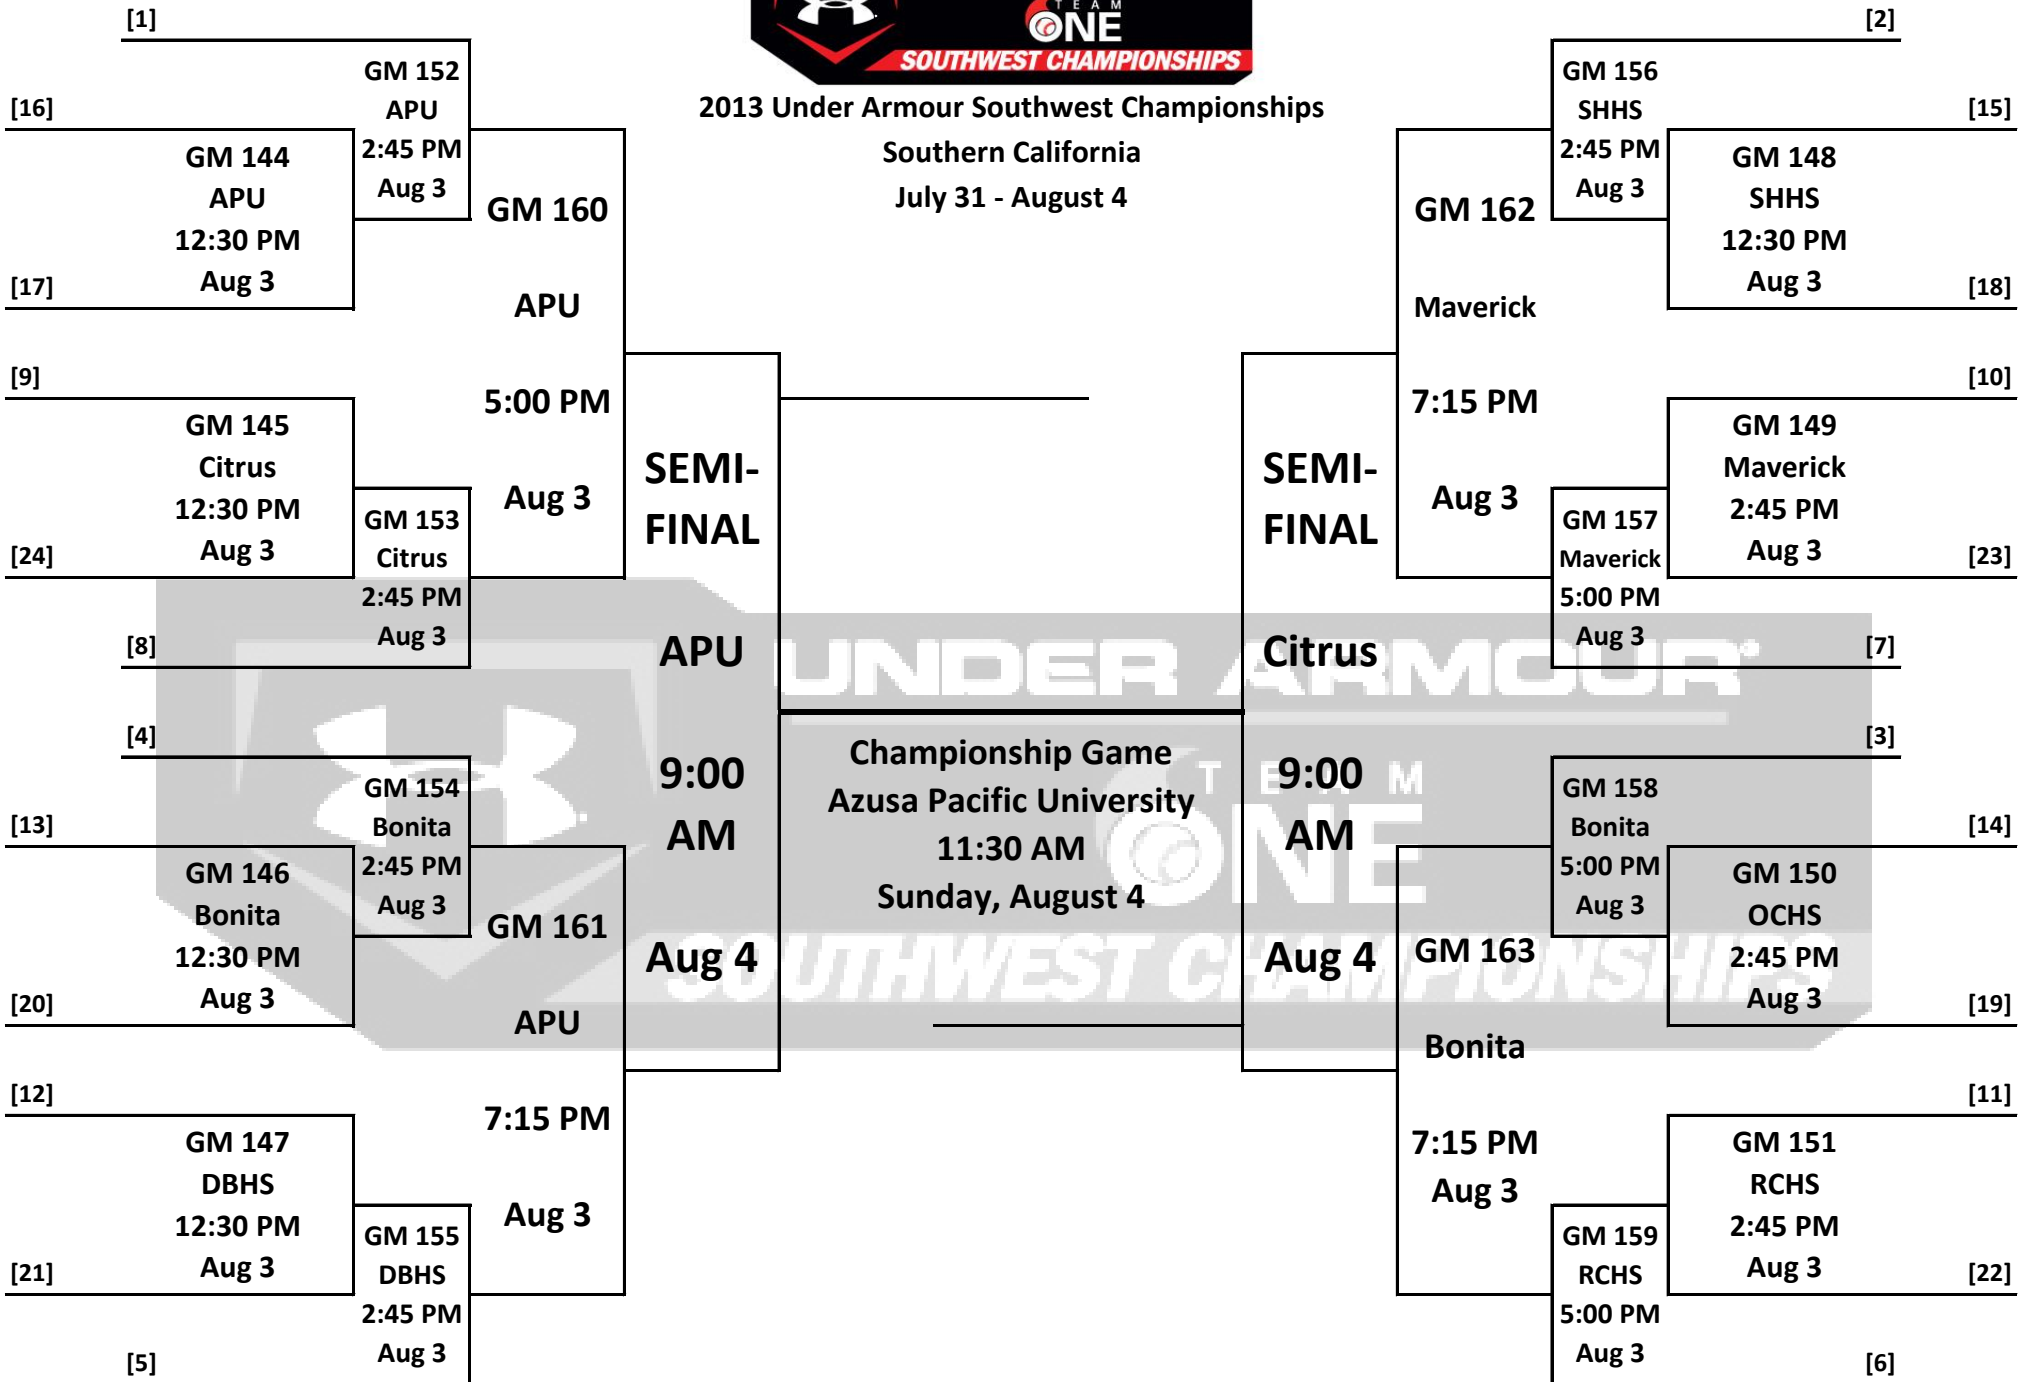 TEAM
ONE
SOUTHWEST CHAMPIONSHIPS
2013 Under Armour Southwest Championships
Southern California
July 31 - August 4
[1]
[16]
GM 152
APU
2:45 PM
Aug 3
GM 144
APU
12:30 PM
Aug 3
[17]
GM 160
APU
5:00 PM
Aug 3
[9]
GM 145
Citrus
12:30 PM
Aug 3
[24]
GM 153
Citrus
2:45 PM
Aug 3
[8]
SEMI-
FINAL
APU
9:00
AM
Aug 4
[4]
GM 154
Bonita
2:45 PM
Aug 3
[13]
GM 146
Bonita
12:30 PM
Aug 3
[20]
GM 161
APU
7:15 PM
Aug 3
[12]
GM 147
DBHS
12:30 PM
Aug 3
[21]
GM 155
DBHS
2:45 PM
Aug 3
[5]
UNDER ARMOUR®
TEAM
ONE
SOUTHWEST CHAMPIONSHIPS
Championship Game
Azusa Pacific University
11:30 AM
Sunday, August 4
[2]
GM 156
SHHS
2:45 PM
Aug 3
[15]
GM 148
SHHS
12:30 PM
Aug 3
[18]
GM 162
Maverick
7:15 PM
Aug 3
[10]
GM 149
Maverick
2:45 PM
Aug 3
[23]
GM 157
Maverick
5:00 PM
Aug 3
[7]
SEMI-
FINAL
Citrus
9:00
AM
Aug 4
[3]
GM 158
Bonita
5:00 PM
Aug 3
[14]
GM 150
OCHS
2:45 PM
Aug 3
[19]
GM 163
Bonita
7:15 PM
Aug 3
[11]
GM 151
RCHS
2:45 PM
Aug 3
[22]
GM 159
RCHS
5:00 PM
Aug 3
[6]